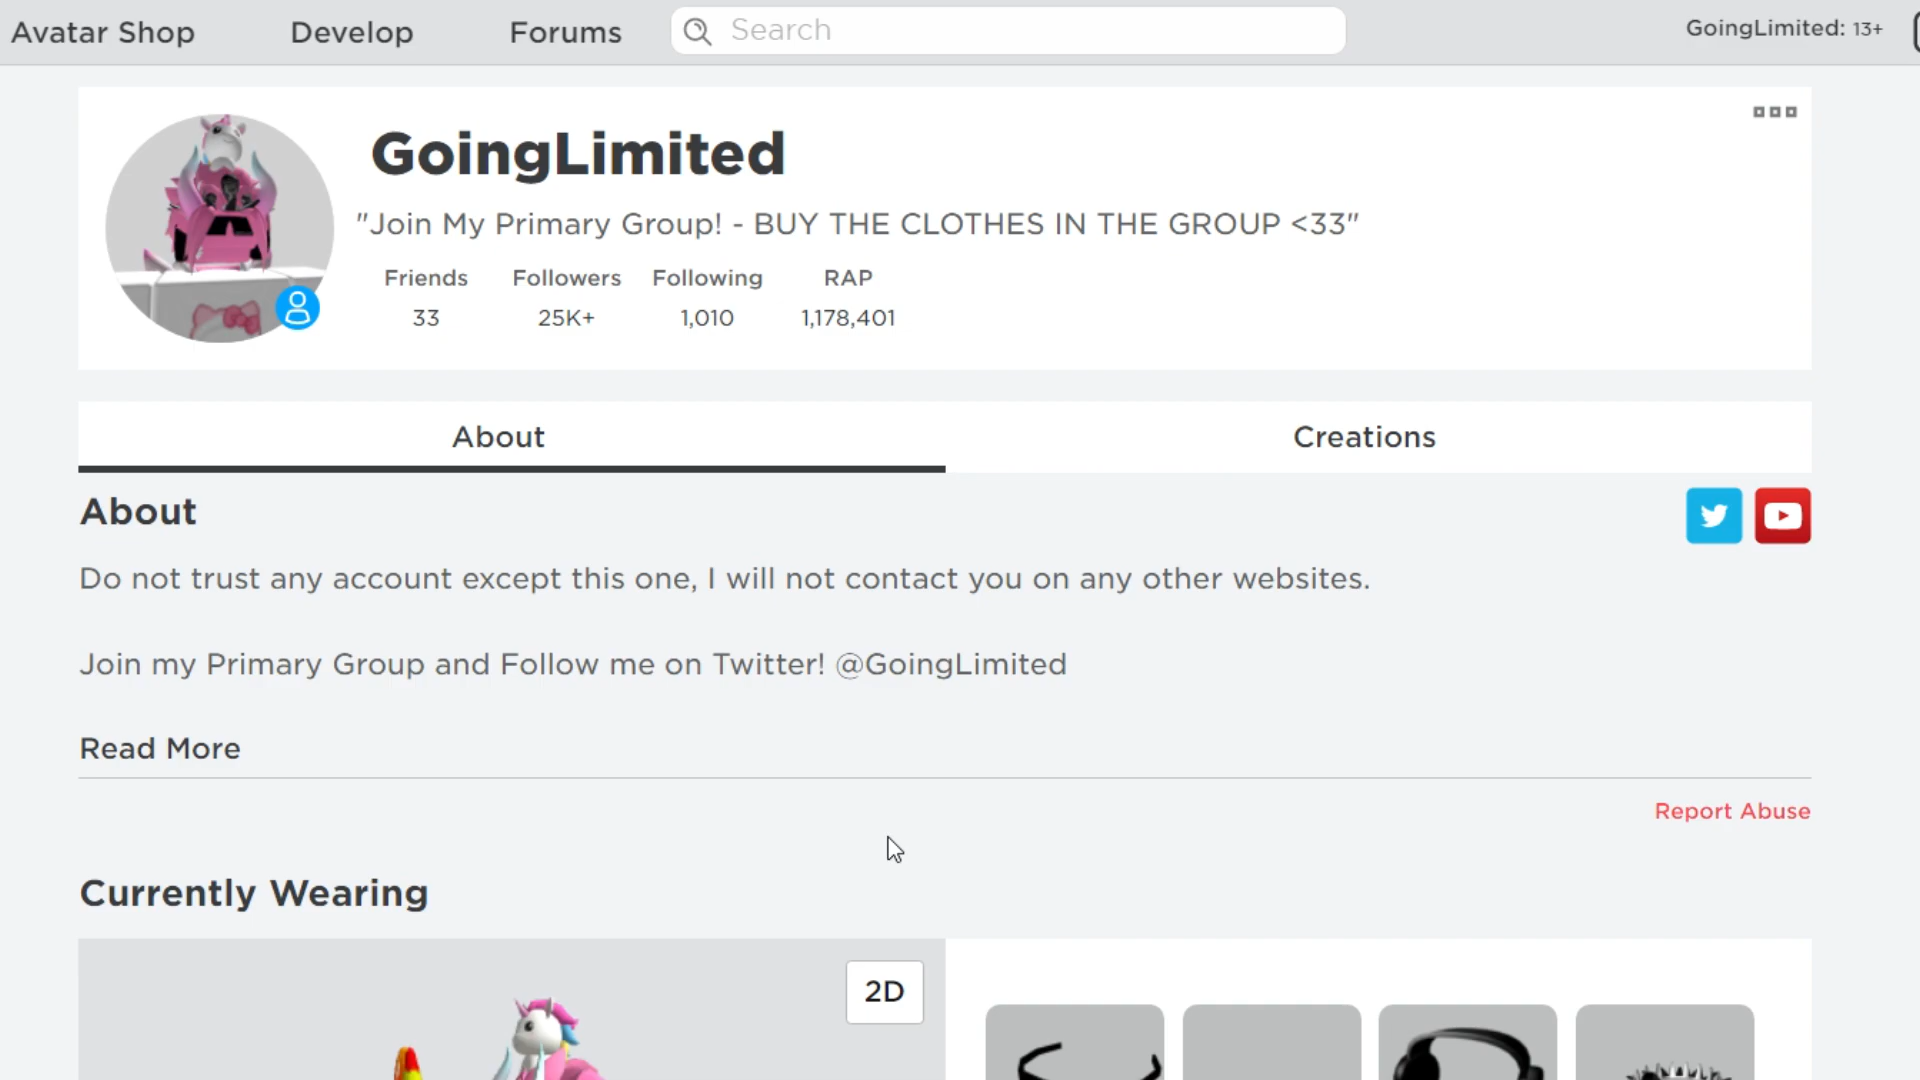 Avatar Shop Develop Forums Search GoingLimited: 13+
GoingLimited
"Join My Primary Group! - BUY THE CLOTHES IN THE GROUP <33"
Friends Followers Following RAP
33 25K+ 1,010 1,178,401
About Creations
About
Do not trust any account except this one, I will not contact you on any other websites.
Join my Primary Group and Follow me on Twitter! @GoingLimited
Read More
Report Abuse
Currently Wearing
2D